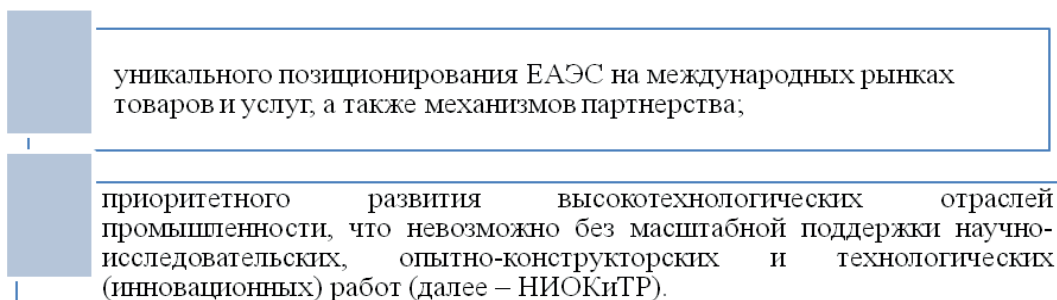 уникального позиционирования ЕАЭС на международных рынках
товаров и услуг, а также механизмов партнерства;
приоритетного развития высокотехнологических отраслей
промышленности, что невозможно без масштабной поддержки научно-
исследовательских, опытно-конструкторских и технологических
(инновационных) работ (далее – НИОКиТР).